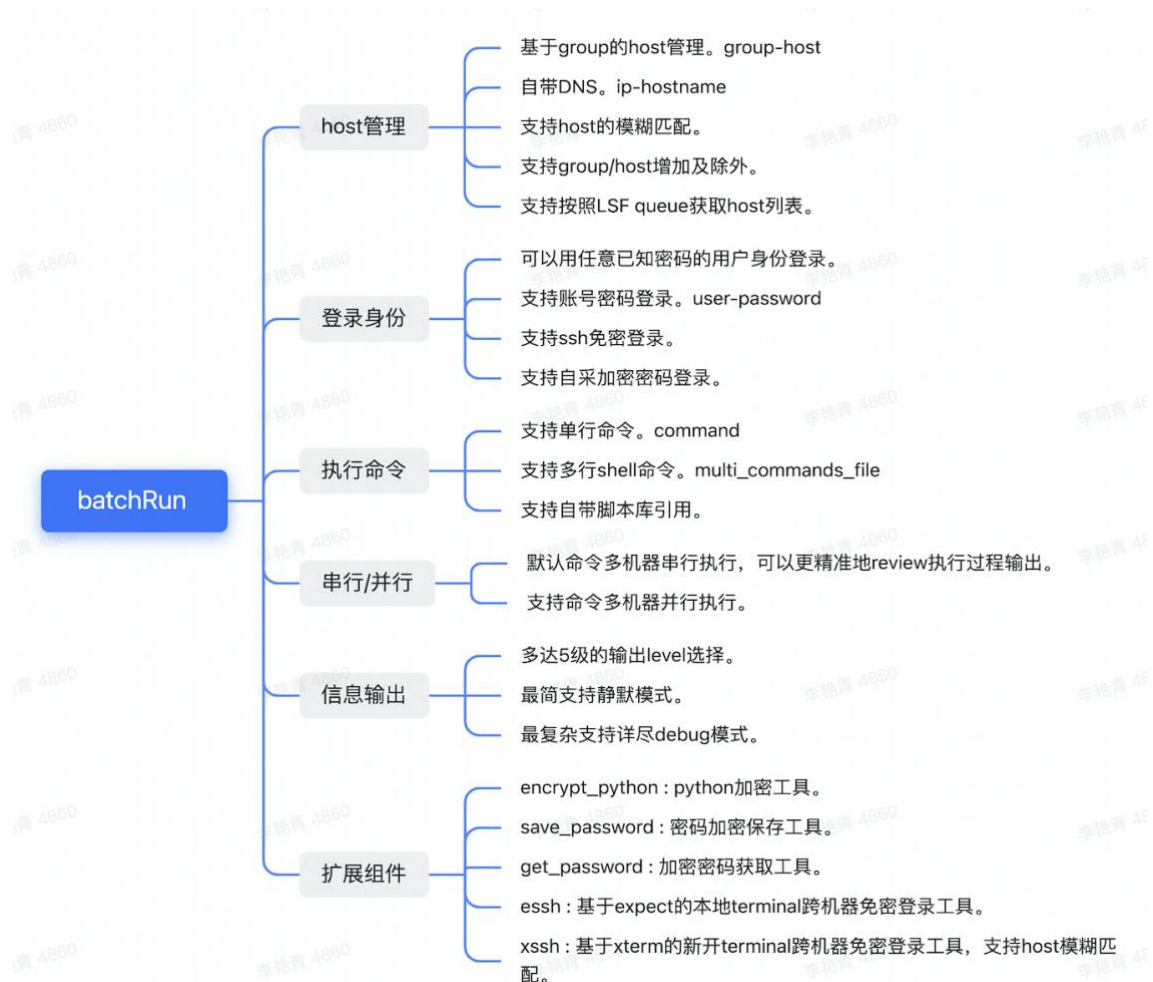 基于group的host管理。group-host
自带DNS。ip-hostname
host管理
支持host的模糊匹配。
支持group/host增加及除外。
支持按照LSF queue获取host列表。
可以用任意已知密码的用户身份登录。
支持账号密码登录。user-password
登录身份
支持ssh免密登录。
支持自采加密密码登录。
支持单行命令。command
执行命令
支持多行shell命令。multi_commands_file
支持自带脚本库引用。
batchRun
默认命令多机器串行执行，可以更精准地review执行过程输出。
串行/并行
支持命令多机器并行执行。
多达5级的输出level选择。
信息输出
最简支持静默模式。
最复杂支持详尽debug模式。
encrypt_python : python加密工具。
save_password : 密码加密保存工具。
扩展组件
get_password : 加密密码获取工具。
essh : 基于expect的本地terminal跨机器免密登录工具。
xssh : 基于xterm的新开terminal跨机器免密登录工具，支持host模糊匹
配。
李艳青 4860